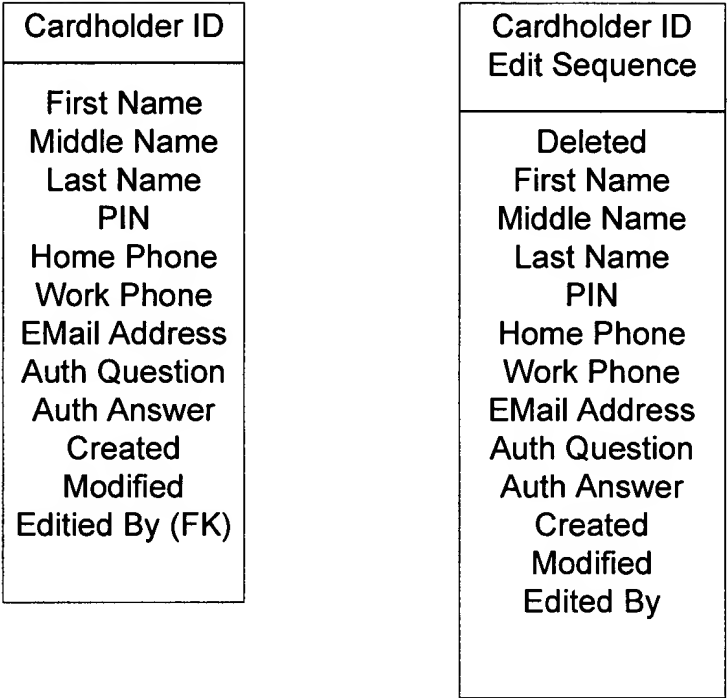 Cardholder ID
First Name
Middle Name
Last Name
PIN
Home Phone
Work Phone
EMail Address
Auth Question
Auth Answer
Created
Modified
Editied By (FK)
Cardholder ID
Edit Sequence
Deleted
First Name
Middle Name
Last Name
PIN
Home Phone
Work Phone
EMail Address
Auth Question
Auth Answer
Created
Modified
Edited By